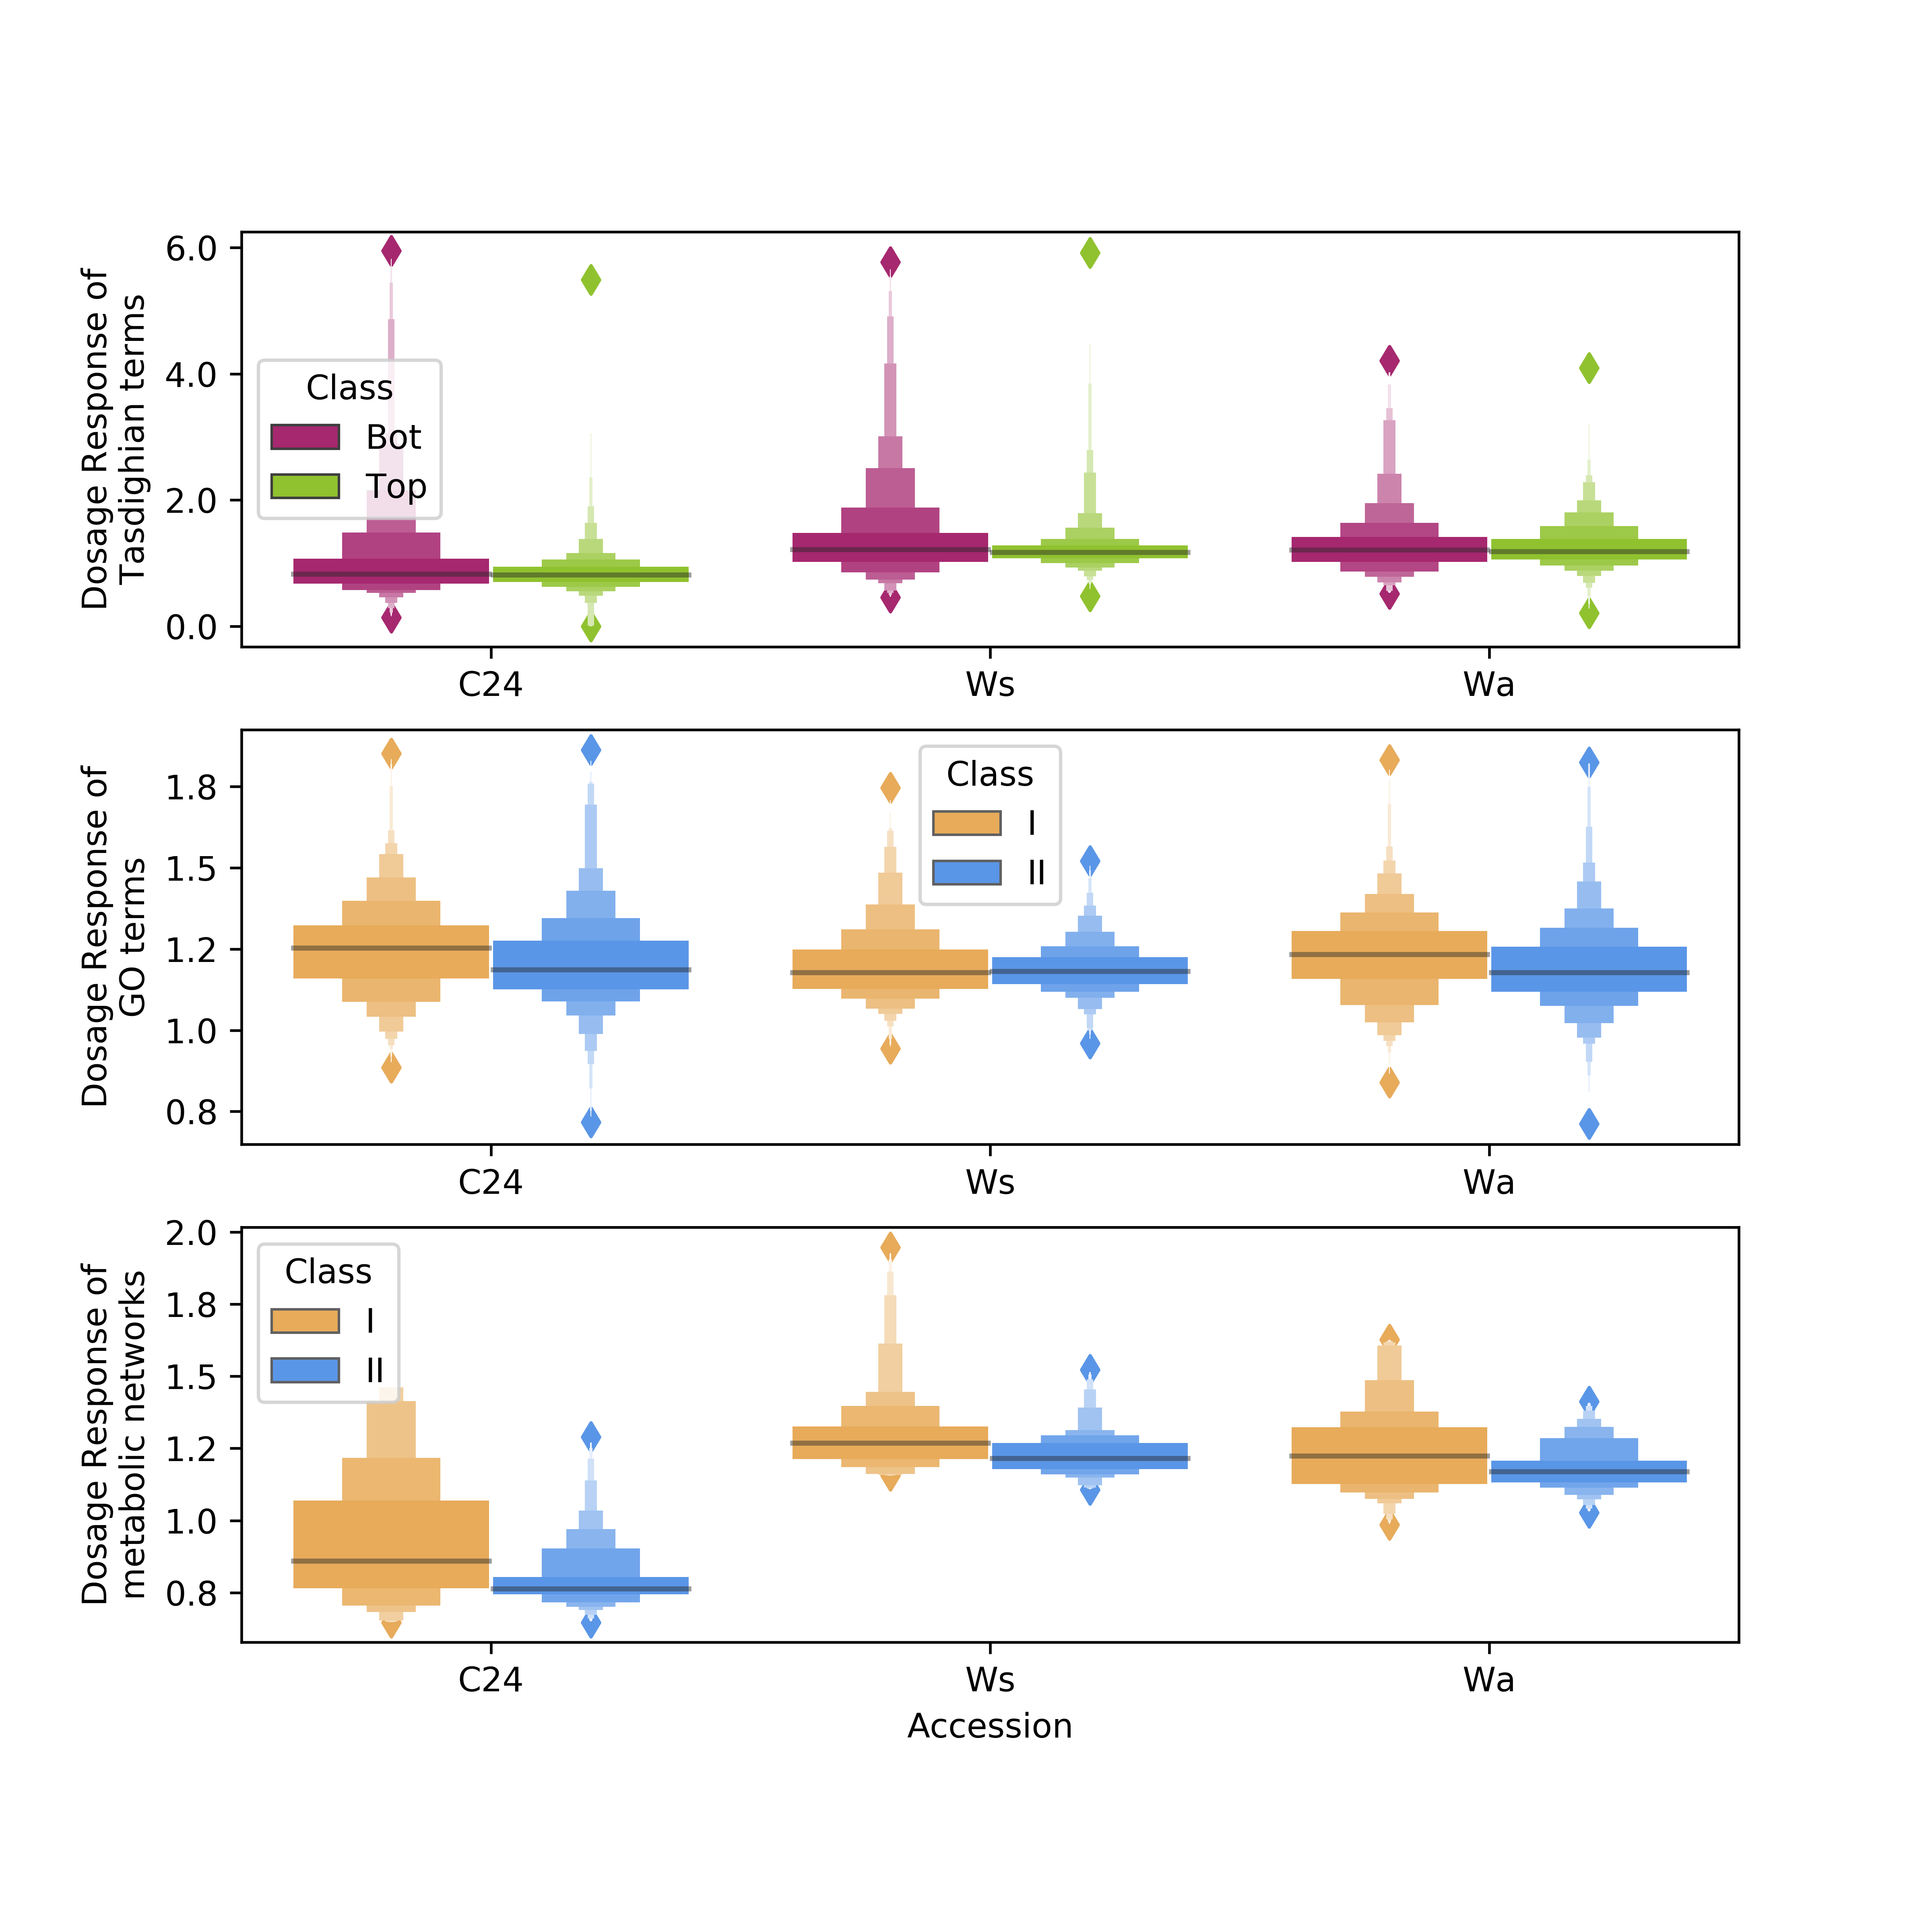 Dosage Response of
Tasdighian terms
6.0
4.0
2.0
0.0
Class
Bot
Top
C24 Ws Wa
Dosage Response of
GO terms
1.8
1.5
1.2
1.0
0.8
Class
I
II
C24 Ws Wa
Dosage Response of
metabolic networks
2.0
1.8
1.5
1.2
1.0
0.8
Class
I
II
C24 Ws Wa
Accession